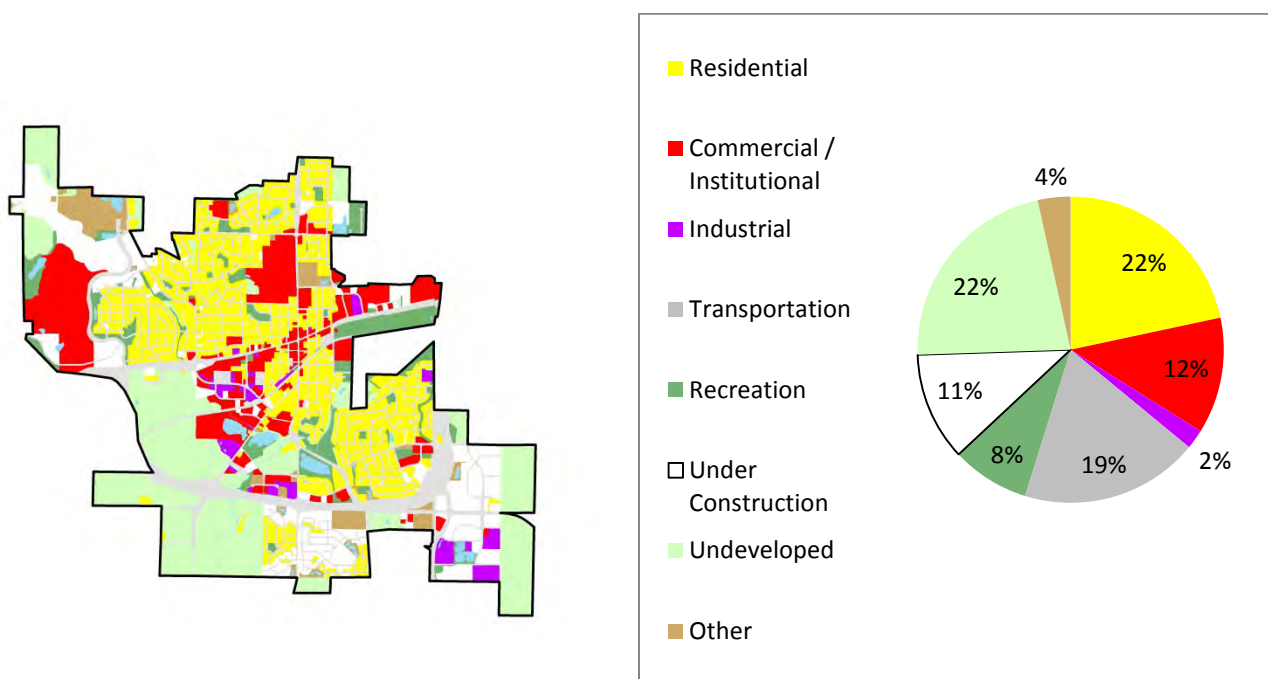 Residential
Commercial /
Institutional
Industrial
Transportation
Recreation
Under
Construction
Undeveloped
Other
4%
22%
22%
12%
11%
8%
19%
2%